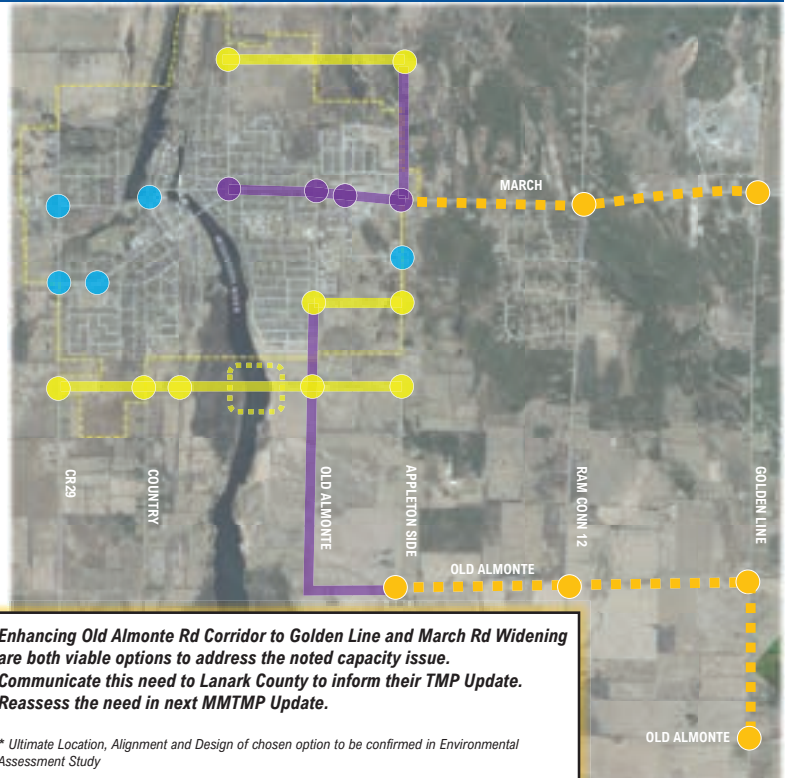 MARCH
CR29
COUNTRY
OLD ALMONTE
APPLETON SIDE
RAM CONN 12
GOLDEN LINE
OLD ALMONTE
Enhancing Old Almonte Rd Corridor to Golden Line and March Rd Widening
are both viable options to address the noted capacity issue.
Communicate this need to Lanark County to inform their TMP Update.
Reassess the need in next MMTMP Update.
* Ultimate Location, Alignment and Design of chosen option to be confirmed in Environmental
Assessment Study
OLD ALMONTE